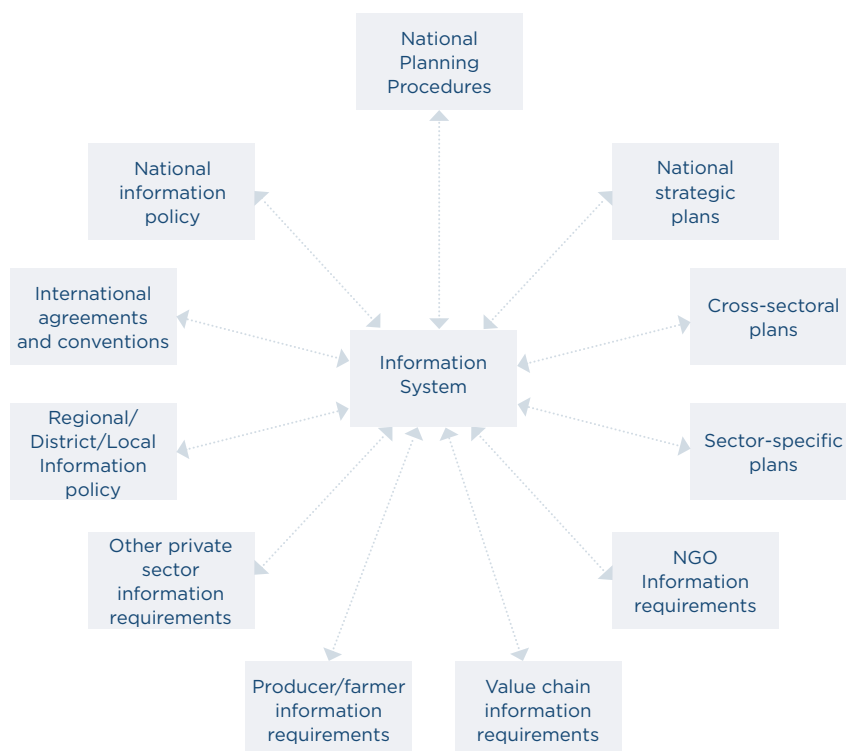 National
Planning
Procedures
National
information
policy
National
strategic
plans
International
agreements
and conventions
Cross-sectoral
plans
Information
System
Regional/
District/Local
Information
policy
Sector-specific
plans
Other private
sector
information
requirements
NGO
Information
requirements
Producer/farmer
information
requirements
Value chain
information
requirements